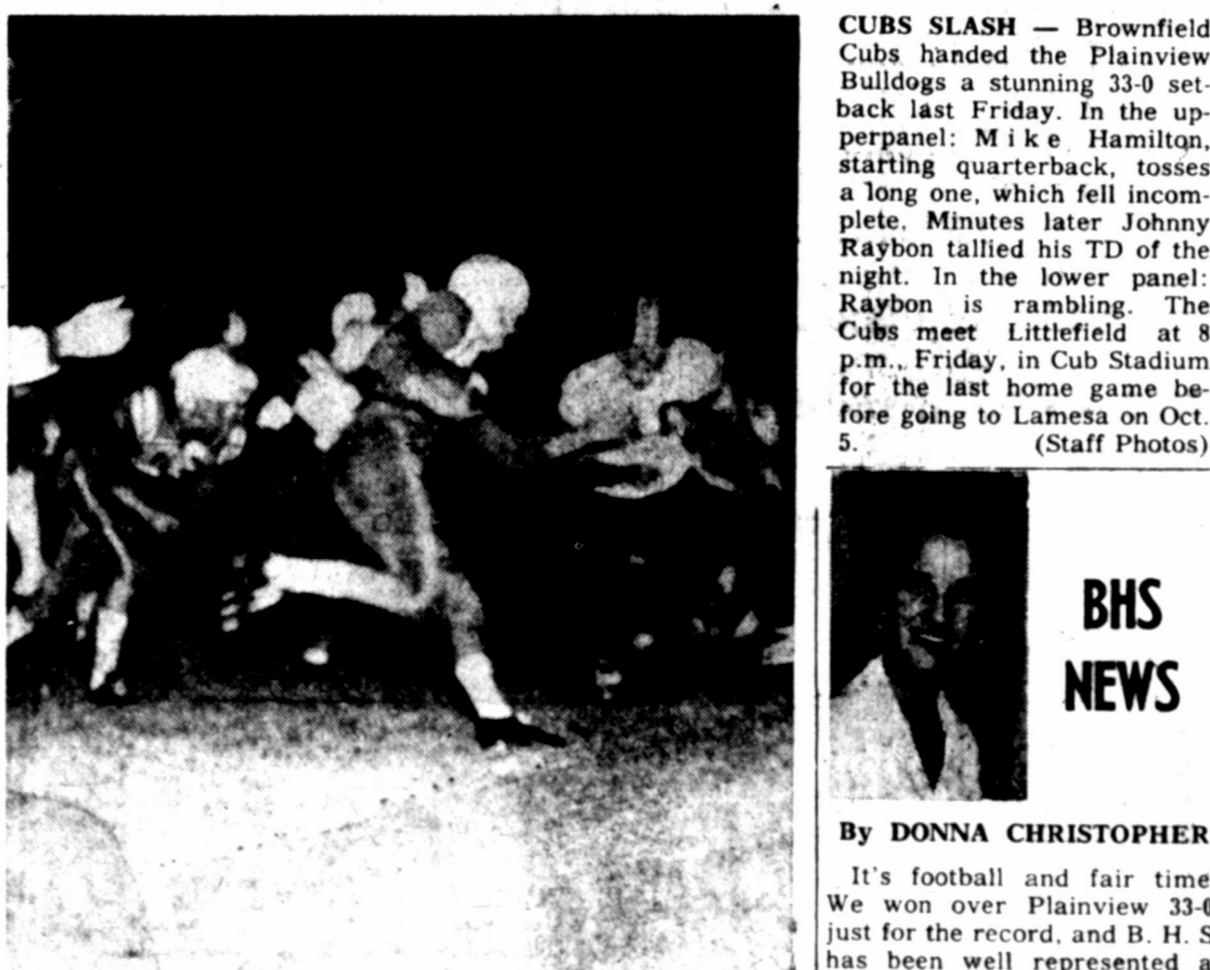 CUBS SLASH — Brownfield
Cubs handed the Plainview
Bulldogs a stunning 33-0 set-
back last Friday. In the up-
perpanel: Mike Hamilton,
starting quarterback, tosses
a long one, which fell incom-
plete. Minutes later Johnny
Raybon tallied his TD of the
night. In the lower panel:
Raybon is rambling. The
Cubs meet Littlefield at 8
p.m., Friday, in Cub Stadium
for the last home game be-
fore going to Lamesa on Oct.
5. (Staff Photos)
BHS
NEWS
By DONNA CHRISTOPHER
It's football and fair time
We won over Plainview 33-0
just for the record, and B. H. S
has been well represented a